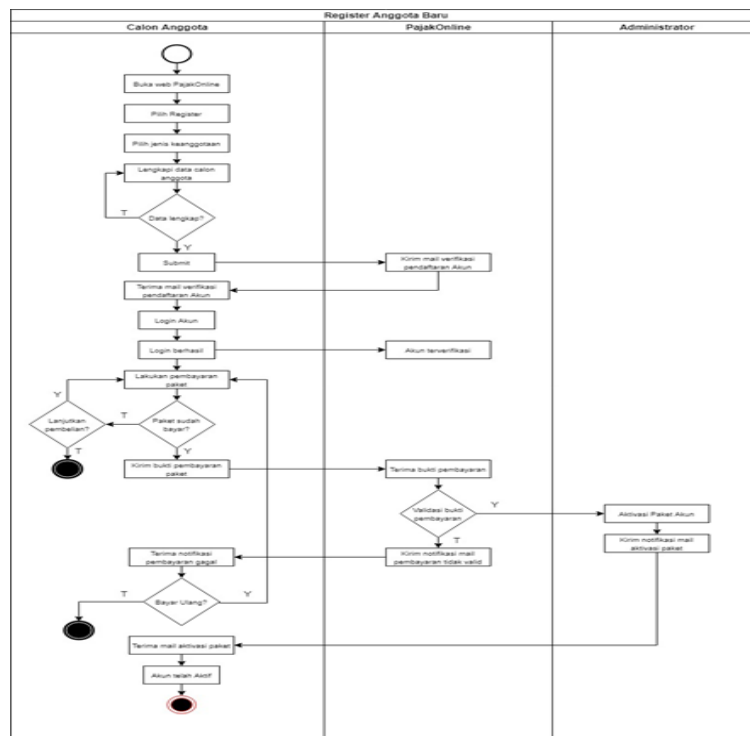 Register Anggota Baru
Calon Anggota
PajakOnline
Administrator
Buka web PajakOnline
Pilih Register
Pilih jenis keanggotaan
Lengkapi data calon
anggota
T
Data lengkap?
Y
Submit
Kirim mail verifikasi
pendaftaran Akun
Terima mail verifikasi
pendaftaran Akun
Login Akun
Login berhasil
Akun terverifikasi
Lakukan pembayaran
paket
Y
T
Lanjutkan
pembelian?
Paket sudah
bayar?
T
Y
Kirim bukti pembayaran
paket
Terima bukti pembayaran
Y
Validasi bukti
pembayaran
Aktivasi Paket Akun
T
Kirim notifikasi mail
aktivasi paket
Terima notifikasi
pembayaran gagal
Kirim notifikasi mail
pembayaran tidak valid
T
Bayar Ulang?
Y
Terima mail aktivasi paket
Akun telah Aktif